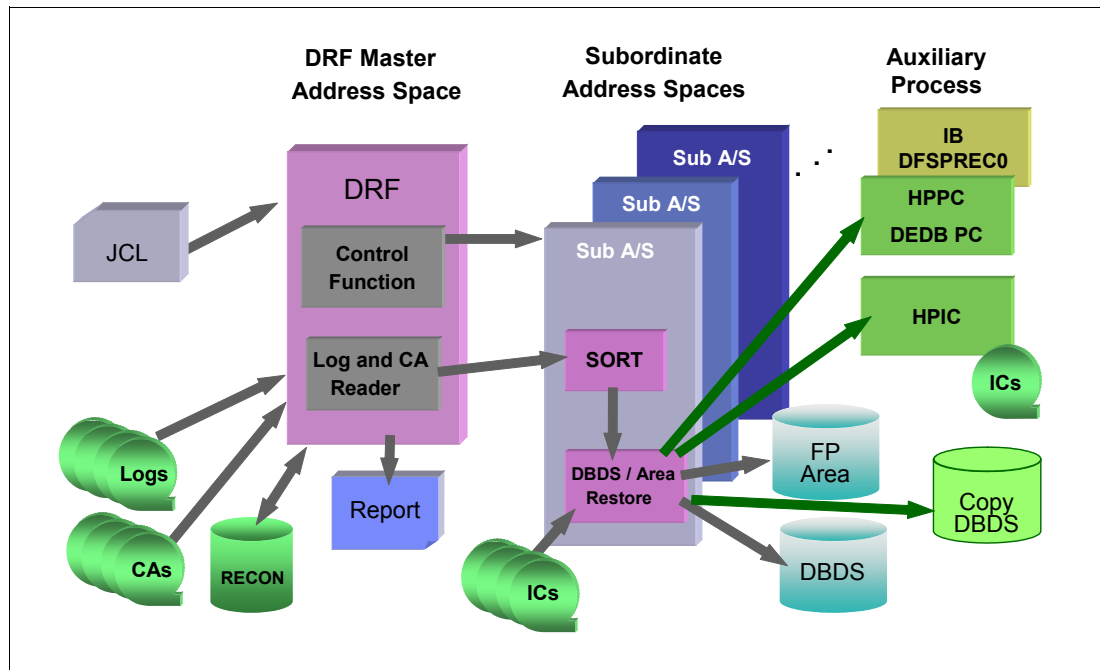 DRF Master
Address Space
Subordinate
Address Spaces
Auxiliary
Process
JCL
DRF
Control
Function
Log and CA
Reader
Logs
CAs
RECON
Report
Sub A/S
Sub A/S
Sub A/S
SORT
DBDS / Area
Restore
ICs
IB
DFSPREC0
HPPC
DEDB PC
HPIC
ICs
FP
Area
Copy
DBDS
DBDS